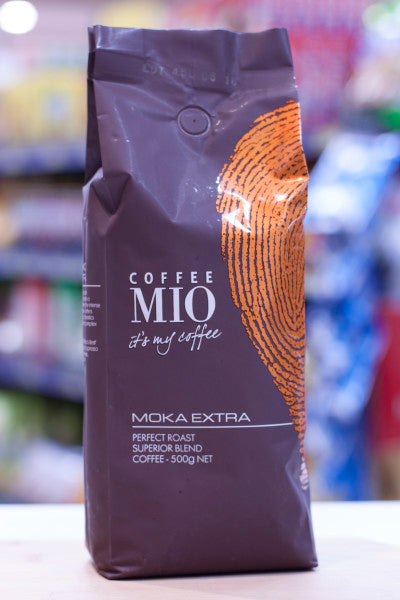 COFFEE
MIO
it's my coffee
MOKA EXTRA
PERFECT ROAST
SUPERIOR BLEND
COFFEE - 500g NET